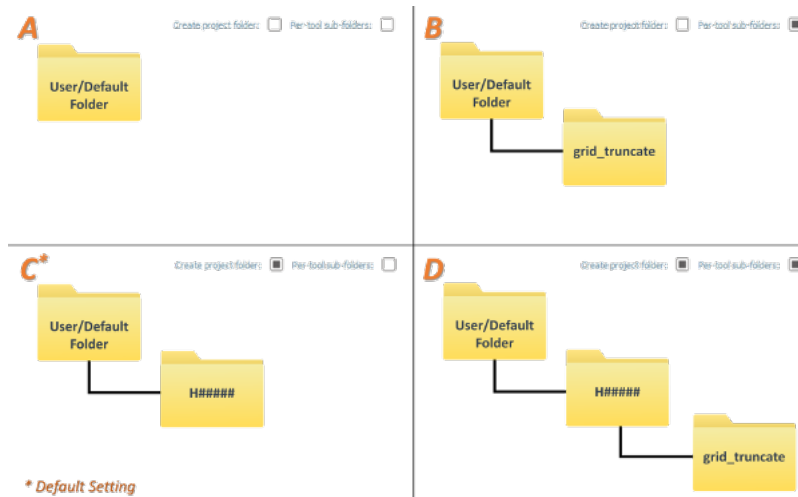 A
Create project folder: Per-tool sub-folders:
User/Default
Folder
B
Create project folder: Per-tool sub-folders:
User/Default
Folder
grid_truncate
C*
Create project folder: Per-tool sub-folders:
User/Default
Folder
H#####
* Default Setting
D
Create project folder: Per-tool sub-folders:
User/Default
Folder
H#####
grid_truncate